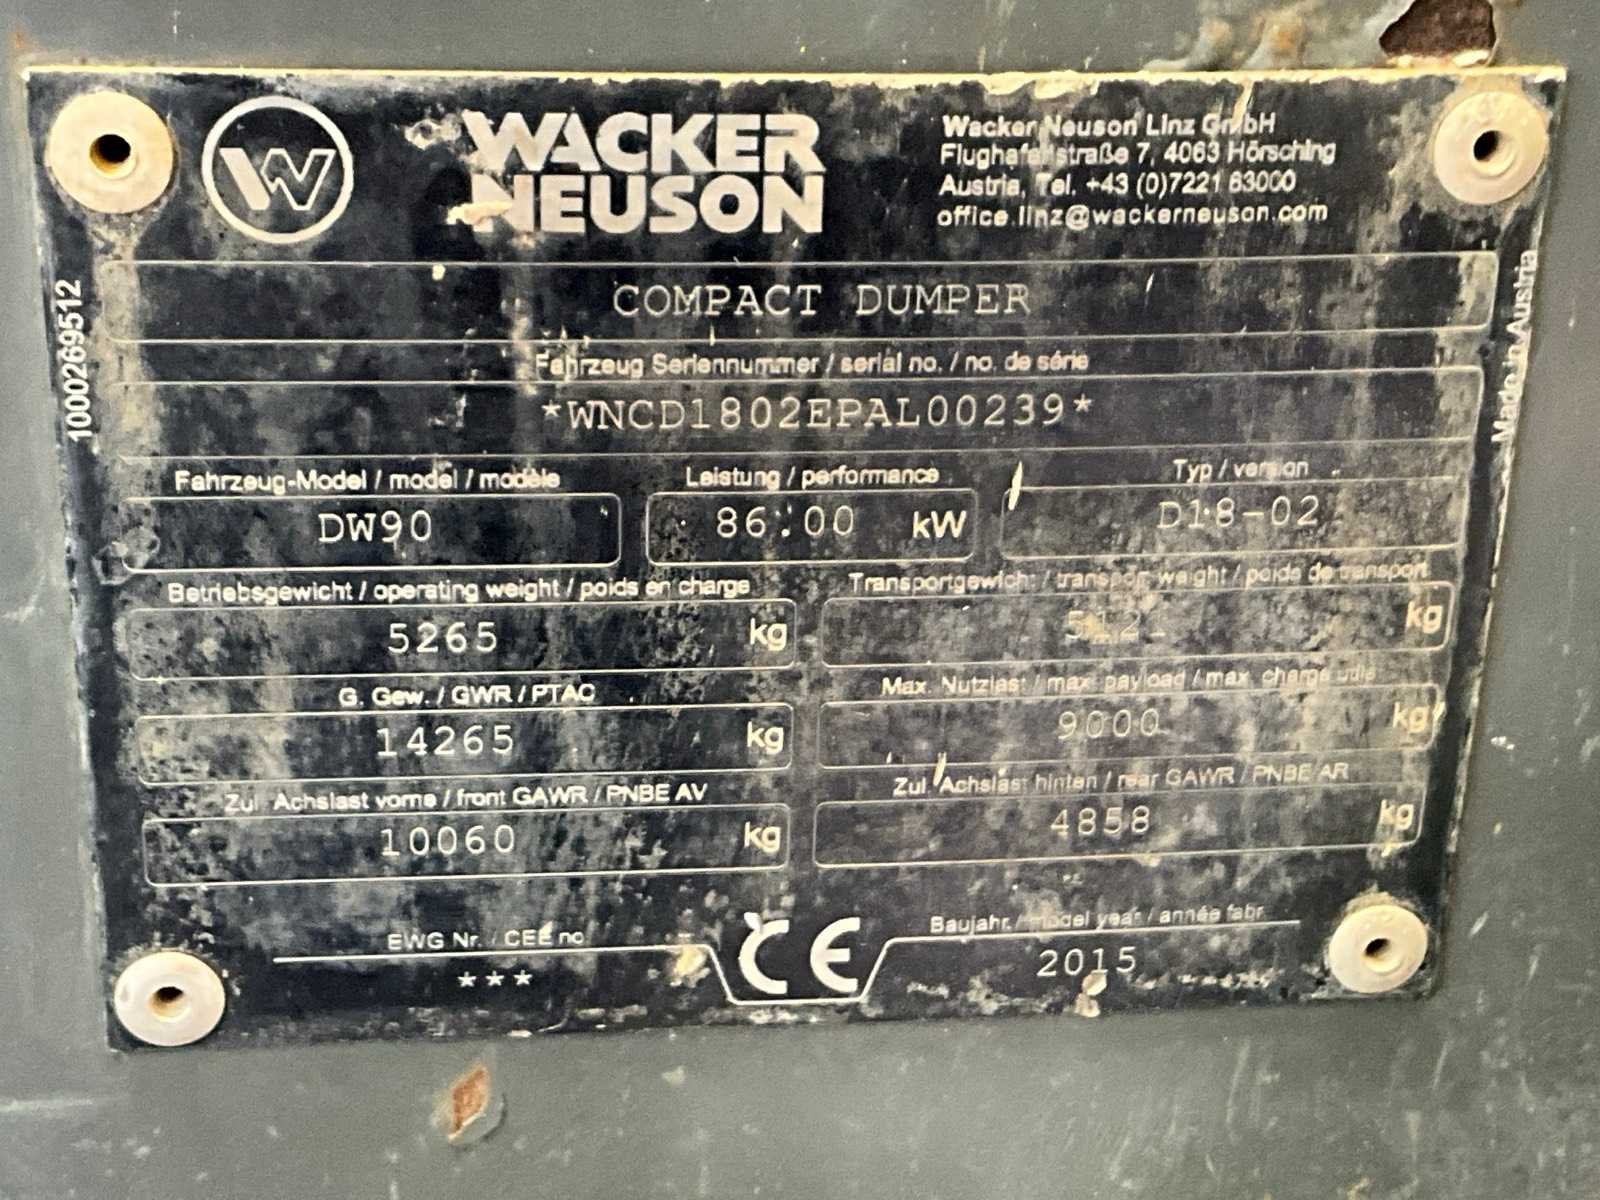 W
WACKER
NEUSON
Wacker Neuson Linz GmbH
Flughafenstraße 7, 4063 Hörsching
Austria, Tel. +43 (0)7221 63000
office.linz@wackerneuson.com
1000269512
Made in Austria
COMPACT DUMPER
Fahrzeug Seriennummer / serial no. / no. de série
*WNCD1802EPAL00239*
Fahrzeug-Model / model / modèle
Leistung / performance
Typ / version
DW90
86.00 kW
D18-02
Betriebsgewicht / operating weight / poids en charge
Transportgewicht / transport weight / poids de transport
5265 kg
kg
G. Gew. / GWR / PTAC
Max. Nutzlast / max. payload / max. charge utile
14265 kg
9000 kg
Zul. Achslast vorne / front GAWR / PNBE AV
Zul. Achslast hinten / rear GAWR / PNBE AR
10060 kg
4858 kg
EWG Nr. / CEE no
CE
Baujahr / model year / année fabr.
***
2015